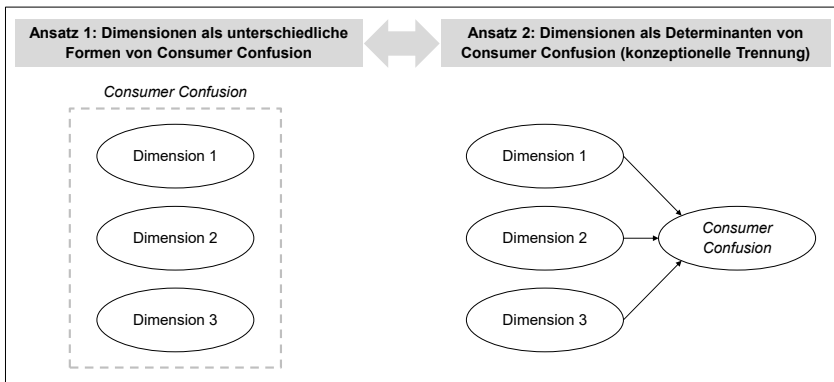 Ansatz 1: Dimensionen als unterschiedliche
Formen von Consumer Confusion
Ansatz 2: Dimensionen als Determinanten von
Consumer Confusion (konzeptionelle Trennung)
Consumer Confusion
Dimension 1
Dimension 2
Dimension 3
Dimension 1
Dimension 2
Dimension 3
Consumer
Confusion